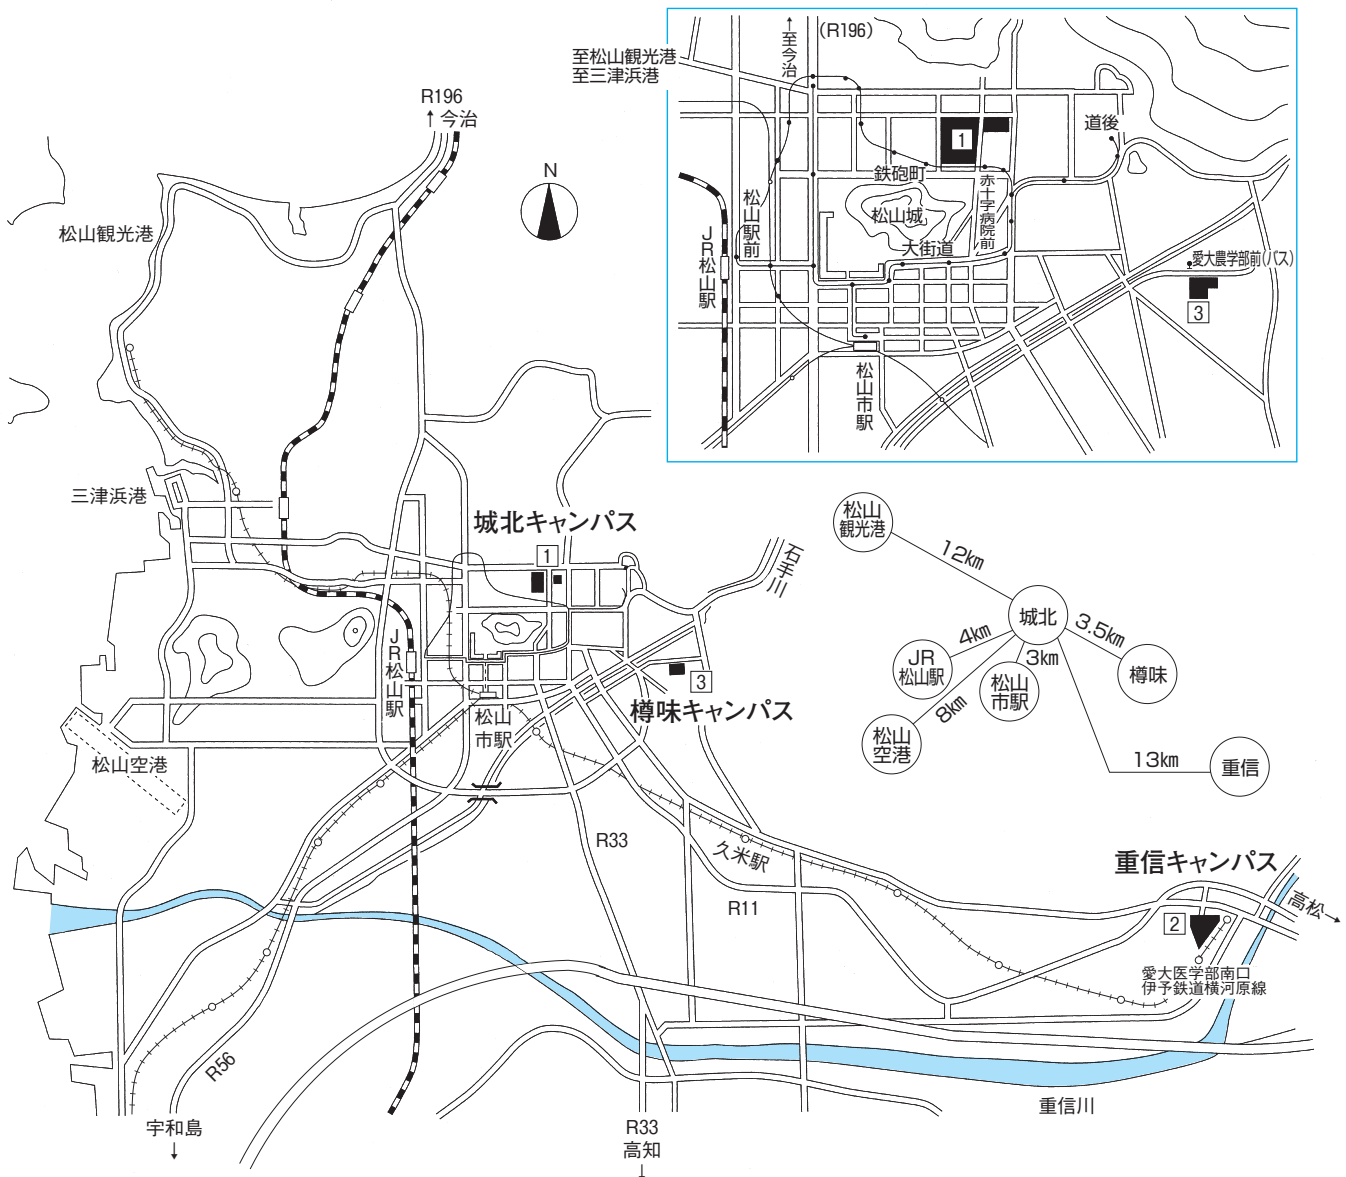 (R196)
↑至今治
至松山観光港
至三津浜港
1
道後
鉄砲町
赤十字病院前
松山駅前
松山城
大街道
JR松山駅
愛大農学部前(バス)
3
松山市駅
R196
↑今治
N
松山観光港
三津浜港
城北キャンパス
1
石手川
JR松山駅
3
樽味キャンパス
松山
市駅
松山空港
松山
観光港
12km
城北
4km
3.5km
JR
松山駅
3km
樽味
松山
市駅
8km
松山
空港
13km
重信
R33
久米駅
R11
重信キャンパス
高松→
2
愛大医学部南口
伊予鉄道横河原線
R56
重信川
宇和島
↓
R33
高知
↓